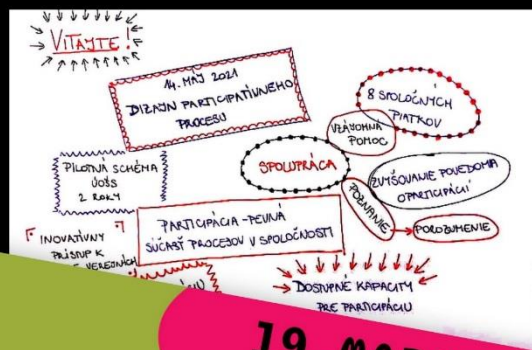 VITAJTE!
14. MÁJ 2021
DIZAJN PARTICIPATÍVNEHO
PROCESU
8 SPOLOČNÝCH
PIATKOV
VZÁJOMNÁ
POMOC
SPOLUPRÁCA
PILOTNÁ SCHÉMA
ÚOŠS
2 ROKY
ZVYŠOVANIE POVEDOMIA
O PARTICIPÁCII
POZNANIE
POROZUMENIE
PARTICIPÁCIA - PEVNÁ
SÚČASŤ PROCESOV V SPOLOČNOSTI
INOVATÍVNY
PRÍSTUP K
DOSTUPNÉ KAPACITY
PRE PARTICIPÁCIU
19